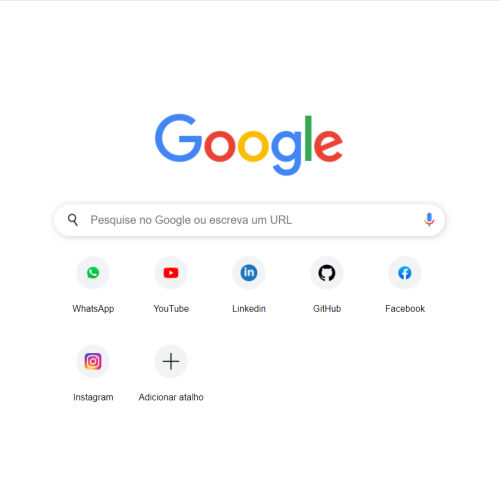 Google
Pesquise no Google ou escreva um URL
WhatsApp
YouTube
Linkedin
GitHub
Facebook
Instagram
Adicionar atalho